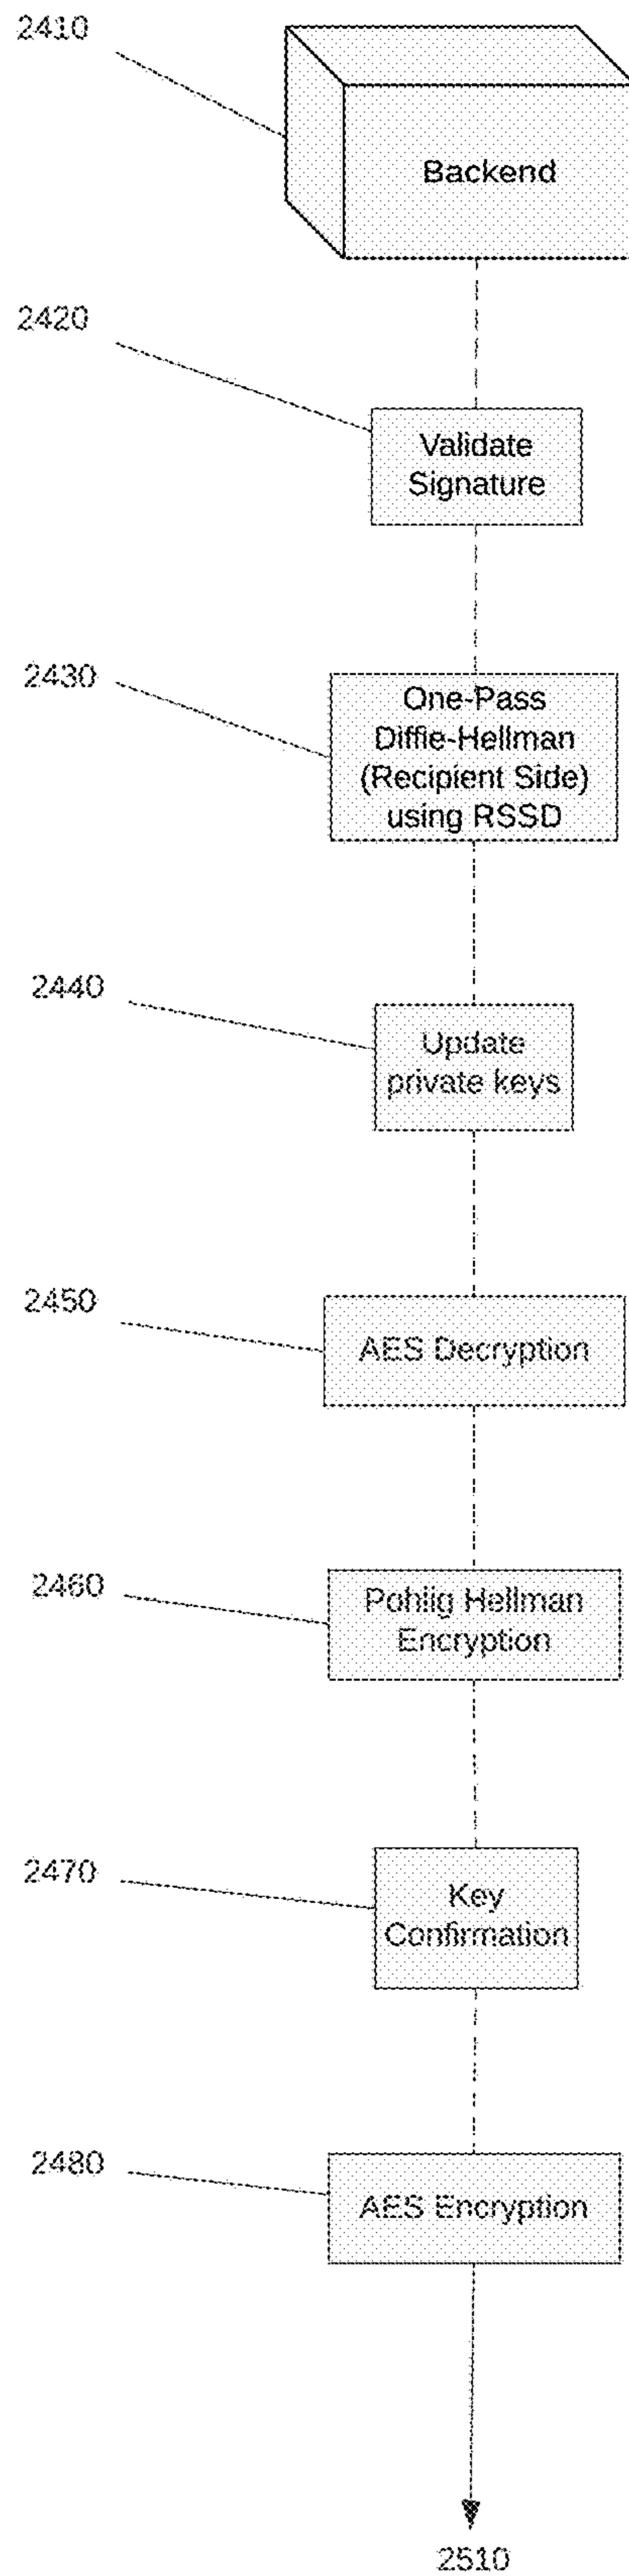 2410
Backend
2420
Validate
Signature
2430
One-Pass
Diffie-Hellman
(Recipient Side)
using RSSD
2440
Update
private keys
2450
AES Decryption
2460
Pohlig Hellman
Encryption
2470
Key
Confirmation
2480
AES Encryption
2510